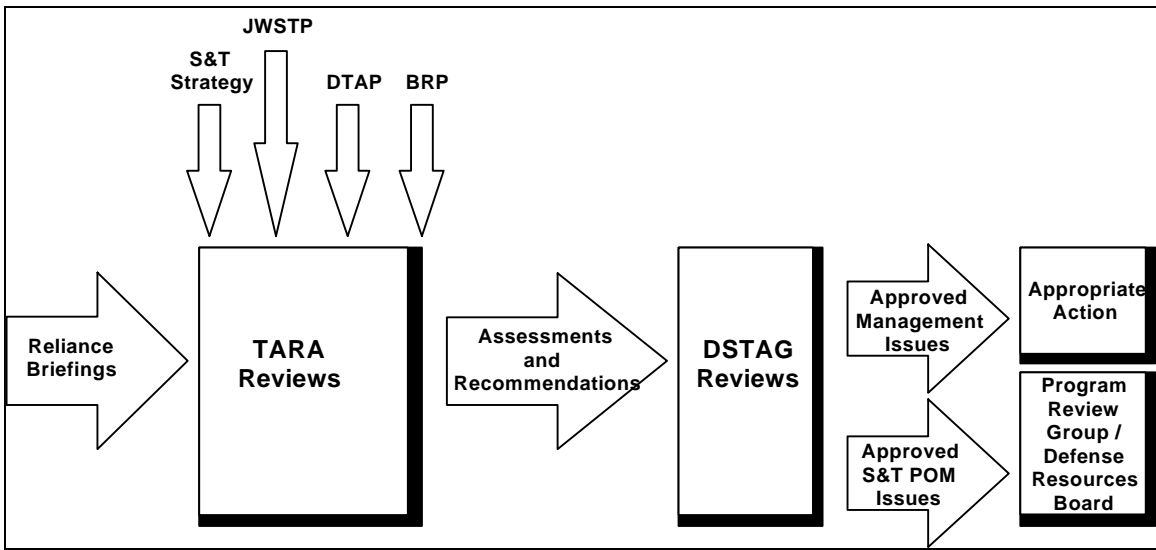 JWSTP
S&T
Strategy
DTAP
BRP
Reliance
Briefings
TARA
Reviews
Assessments
and
Recommendations
DSTAG
Reviews
Approved
Management
Issues
Appropriate
Action
Approved
S&T POM
Issues
Program
Review
Group /
Defense
Resources
Board